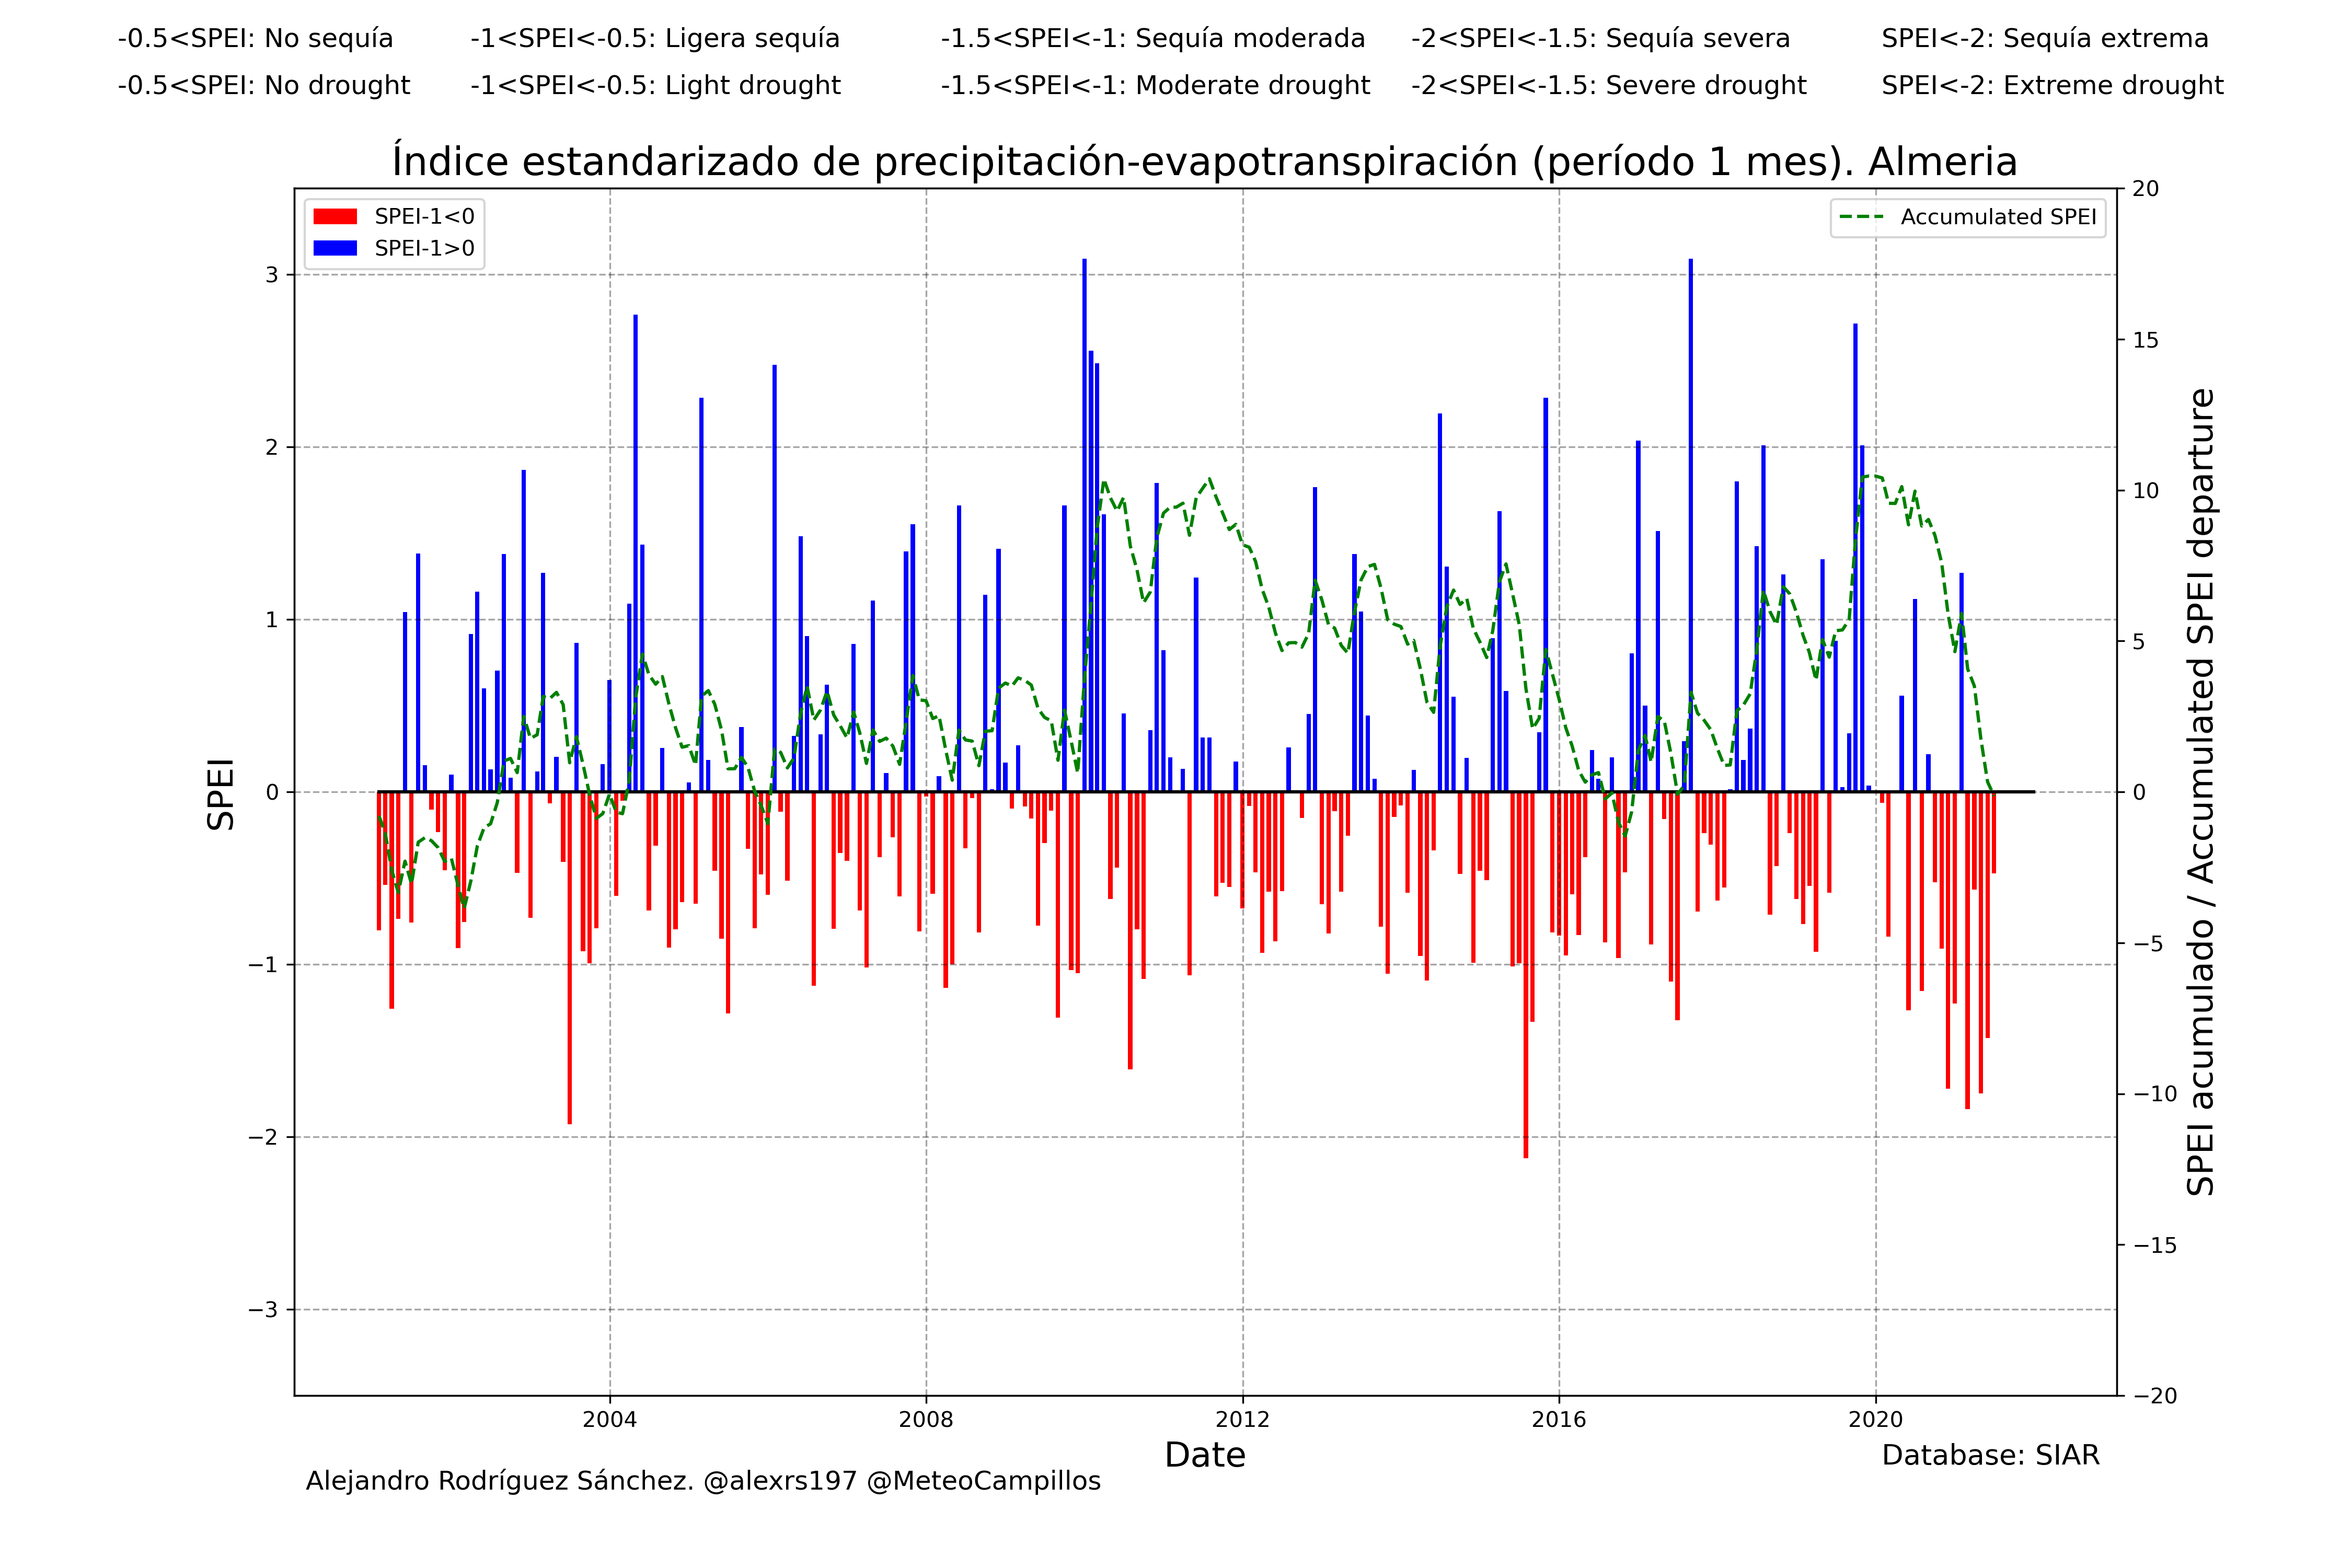 -0.5<SPEI: No sequía -1<SPEI<-0.5: Ligera sequía -1.5<SPEI<-1: Sequía moderada -2<SPEI<-1.5: Sequía severa SPEI<-2: Sequía extrema
-0.5<SPEI: No drought -1<SPEI<-0.5: Light drought -1.5<SPEI<-1: Moderate drought -2<SPEI<-1.5: Severe drought SPEI<-2: Extreme drought
Índice estandarizado de precipitación-evapotranspiración (período 1 mes). Almeria
SPEI-1<0
SPEI-1>0
Accumulated SPEI
SPEI
3
2
1
0
−1
−2
−3
20
15
10
5
0
−5
−10
−15
−20
SPEI acumulado / Accumulated SPEI departure
2004 2008 2012 2016 2020
Date
Database: SIAR
Alejandro Rodríguez Sánchez. @alexrs197 @MeteoCampillos